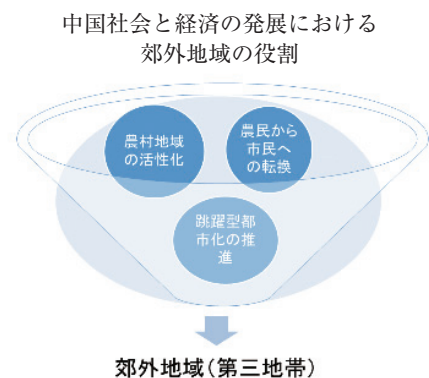 中国社会と経済の発展における
郊外地域の役割
農村地域
の活性化
農民から
市民へ
の転換
跳躍型都
市化の推
進
郊外地域(第三地帯)